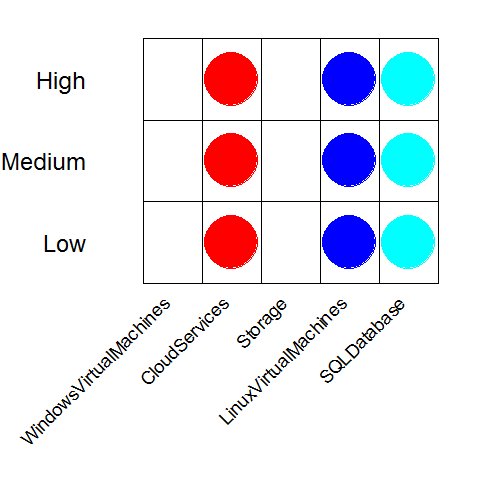 High
Medium
Low
WindowsVirtualMachines
CloudServices
Storage
LinuxVirtualMachines
SQLDatabase